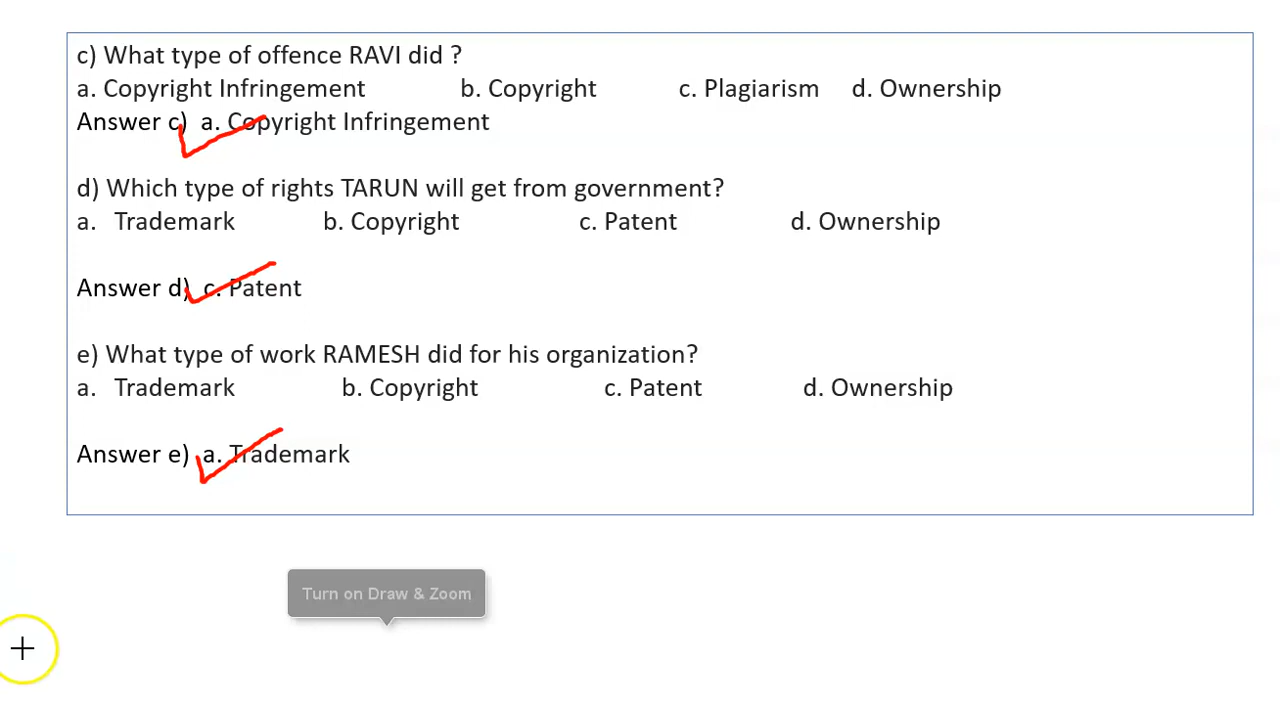 c) What type of offence RAVI did ?
a. Copyright Infringement b. Copyright c. Plagiarism d. Ownership
Answer c) a. Copyright Infringement
d) Which type of rights TARUN will get from government?
a. Trademark b. Copyright c. Patent d. Ownership
Answer d) c. Patent
e) What type of work RAMESH did for his organization?
a. Trademark b. Copyright c. Patent d. Ownership
Answer e) a. Trademark
Turn on Draw & Zoom